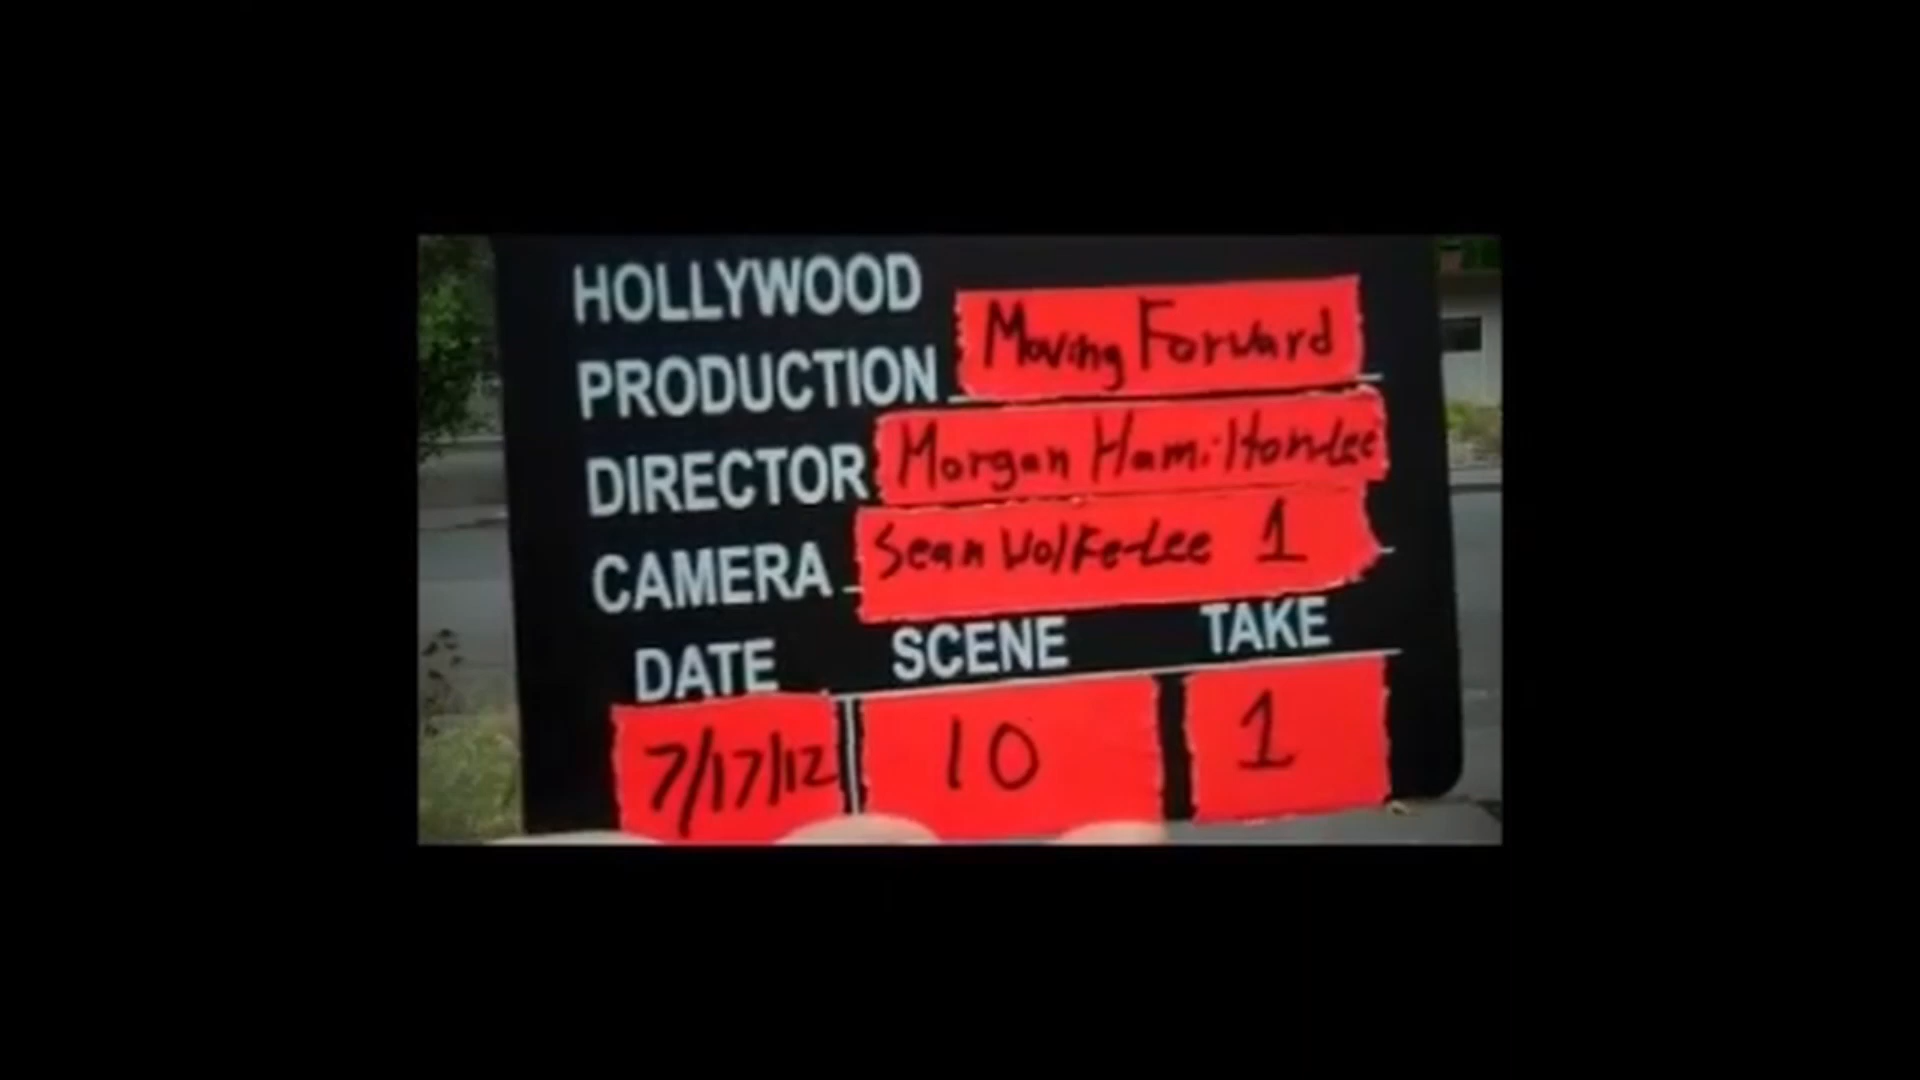 HOLLYWOOD
PRODUCTION Moving Forward
DIRECTOR Morgan Hamilton-Lee
CAMERA Sean Wolfe-Lee 1
DATE SCENE TAKE
7/17/12 10 1